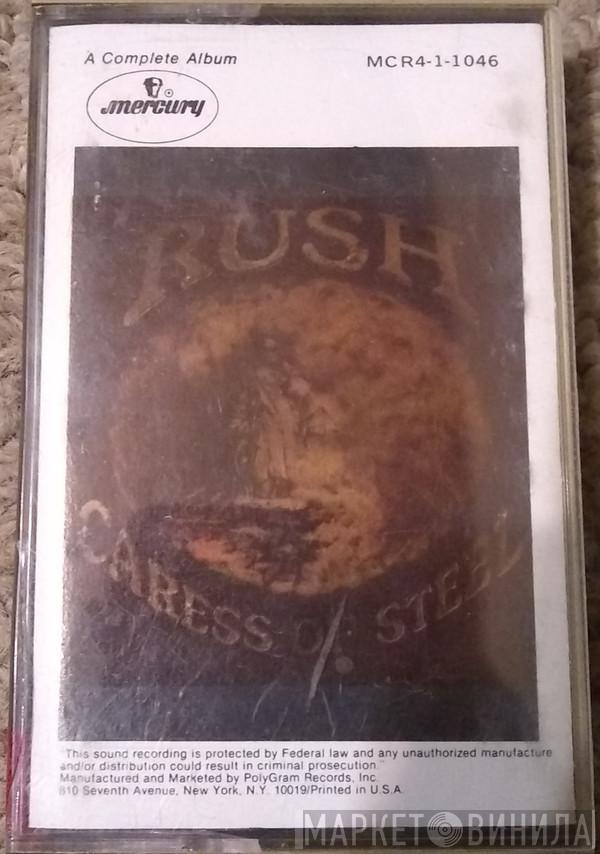 A Complete Album
MCR4-1-1046
mercury
RUSH
CARESS OF STEEL
"This sound recording is protected by Federal law and any unauthorized manufacture
and/or distribution could result in criminal prosecution."
Manufactured and Marketed by PolyGram Records, Inc.
810 Seventh Avenue, New York, N.Y. 10019/Printed in U.S.A.
МАРКЕТ ВИНИЛА